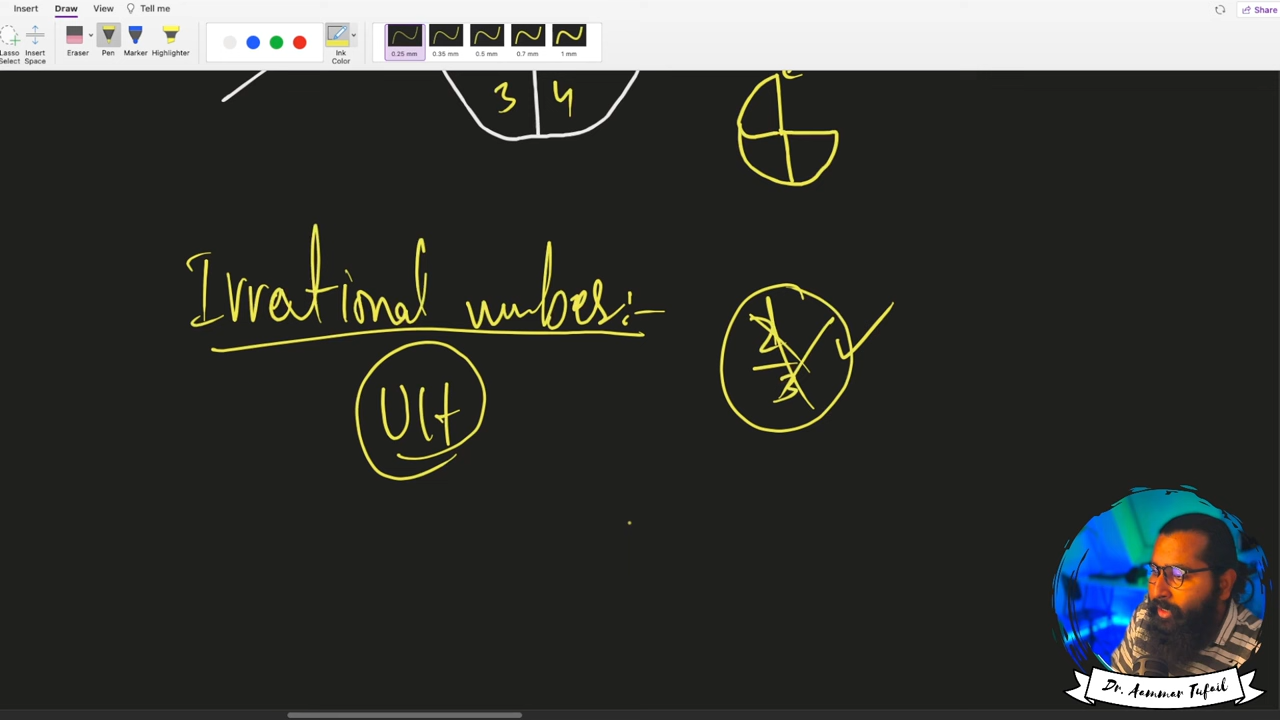 Insert Draw View Tell me
Share
Lasso Select
Insert Space
Eraser
Pen
Marker
Highlighter
Ink Color
0.25 mm
0.35 mm
0.5 mm
0.7 mm
1 mm
3 4
Irrational numbes:-
2
3
Ult
Dr. Aammar Tufail